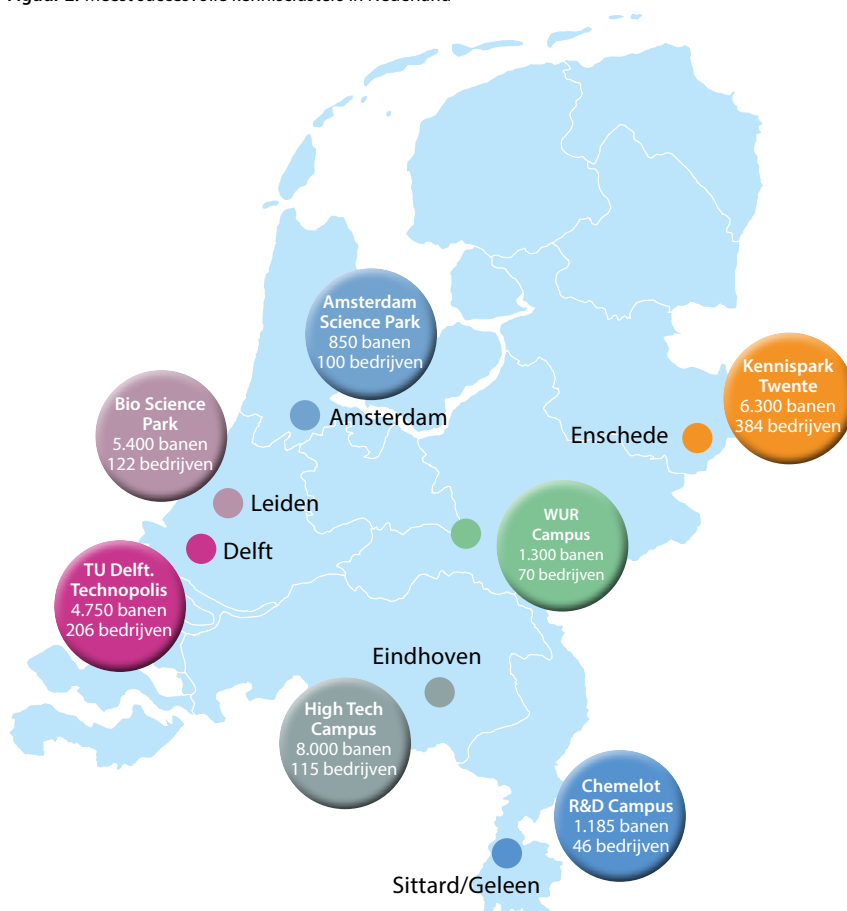 Amsterdam
Science Park
850 banen
100 bedrijven
Amsterdam
Kennispark
Twente
6.300 banen
384 bedrijven
Enschede
Bio Science
Park
5.400 banen
122 bedrijven
Leiden
Delft
WUR
Campus
1.300 banen
70 bedrijven
TU Delft.
Technopolis
4.750 banen
206 bedrijven
Eindhoven
High Tech
Campus
8.000 banen
115 bedrijven
Chemelot
R&D Campus
1.185 banen
46 bedrijven
Sittard/Geleen